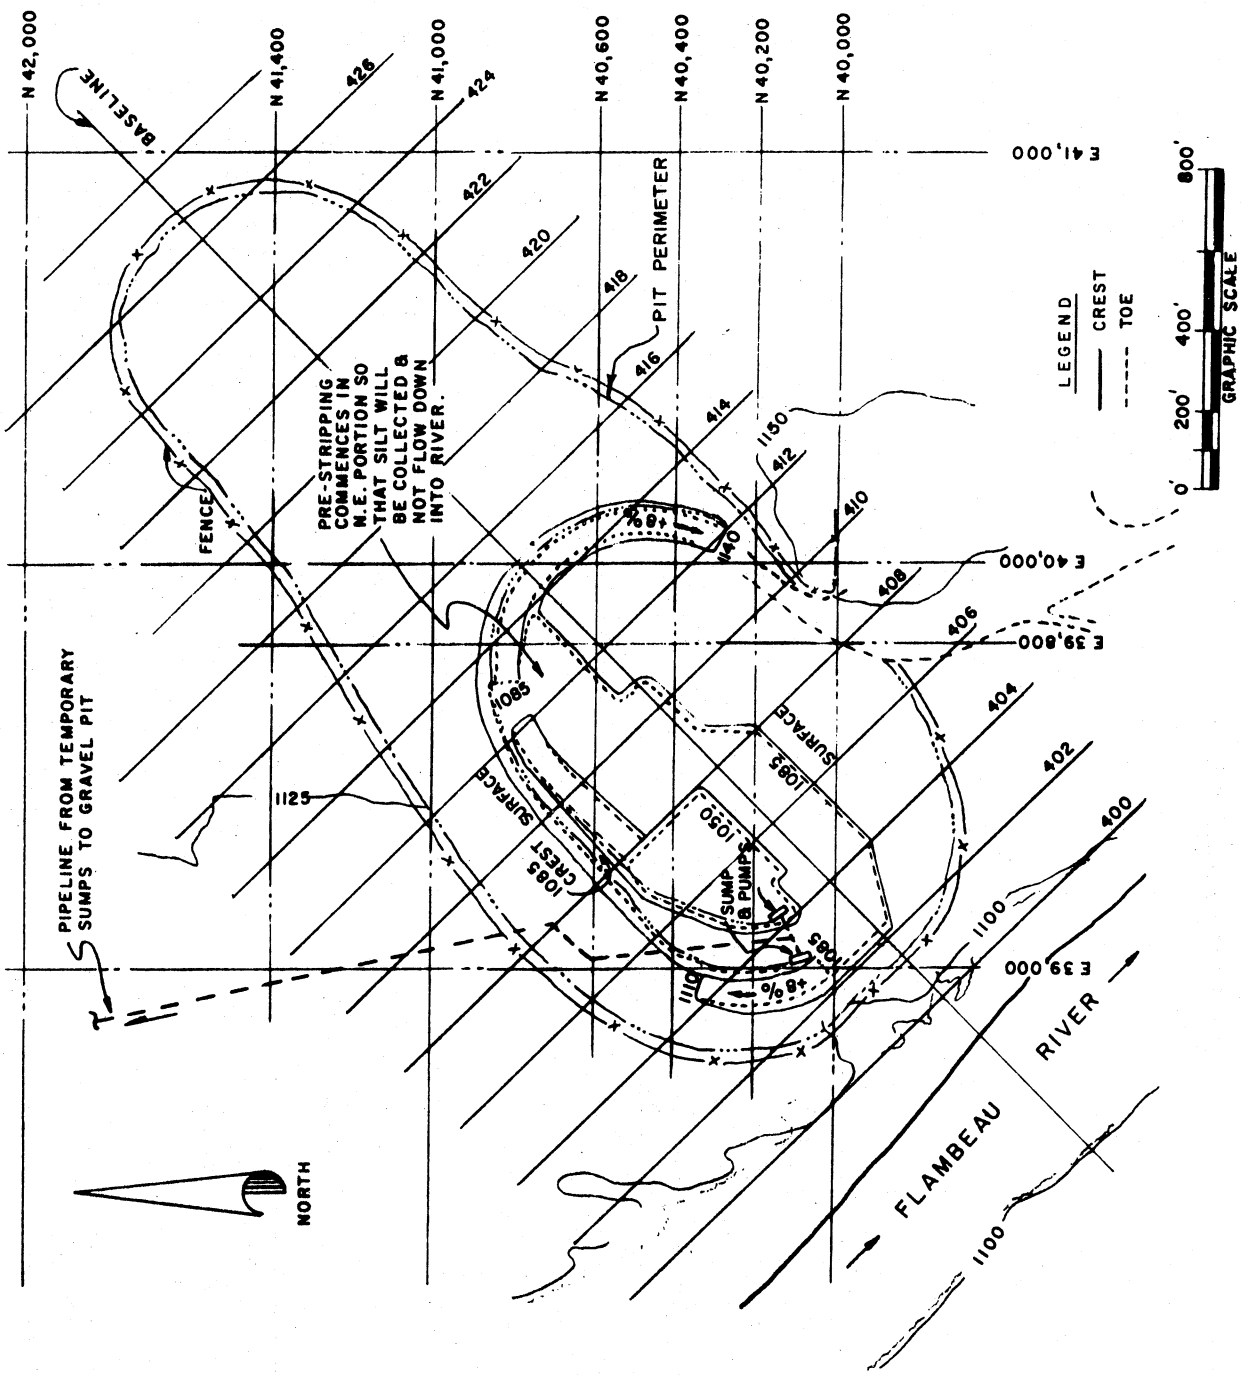 N 42,000
N 41,400
N 41,000
N 40,600
N 40,400
N 40,200
N 40,000
BASELINE
426
424
422
420
418
416
414
412
410
408
406
404
402
400
E 41,000
E 40,000
E 39,800
E 39,000
PIT PERIMETER
PRE-STRIPPING
COMMENCES IN
N.E. PORTION SO
THAT SILT WILL
BE COLLECTED &
NOT FLOW DOWN
INTO RIVER.
FENCE
PIPELINE FROM TEMPORARY
SUMPS TO GRAVEL PIT
1150
+8%
1140
1085
1125
SURFACE
1085
CREST
1085
SURFACE
1050
SUMP
& PUMPS
1085
1110
+8%
1100
FLAMBEAU
RIVER
1100
NORTH
LEGEND
CREST
TOE
0'
200'
400'
800'
GRAPHIC SCALE